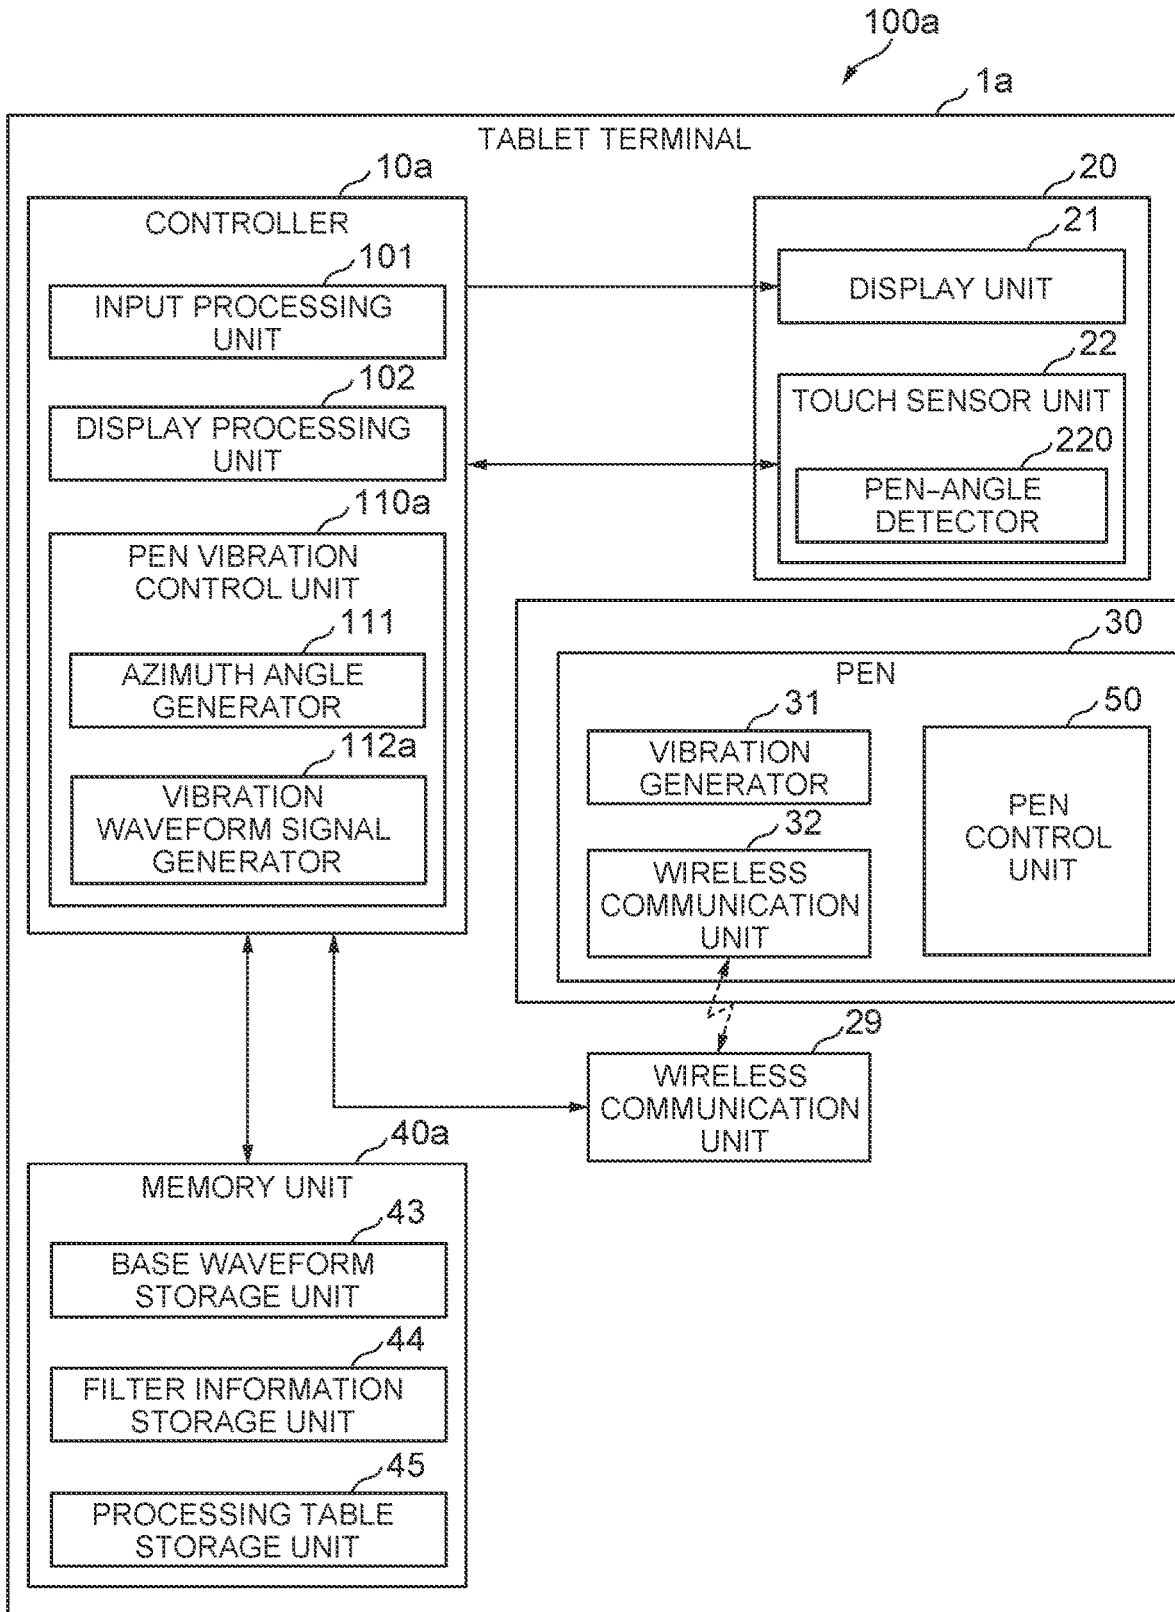 100a
1a
TABLET TERMINAL
10a
CONTROLLER
101
INPUT PROCESSING
UNIT
102
DISPLAY PROCESSING
UNIT
110a
PEN VIBRATION
CONTROL UNIT
111
AZIMUTH ANGLE
GENERATOR
112a
VIBRATION
WAVEFORM SIGNAL
GENERATOR
20
21
DISPLAY UNIT
22
TOUCH SENSOR UNIT
220
PEN-ANGLE
DETECTOR
30
PEN
31
VIBRATION
GENERATOR
32
WIRELESS
COMMUNICATION
UNIT
50
PEN
CONTROL
UNIT
29
WIRELESS
COMMUNICATION
UNIT
40a
MEMORY UNIT
43
BASE WAVEFORM
STORAGE UNIT
44
FILTER INFORMATION
STORAGE UNIT
45
PROCESSING TABLE
STORAGE UNIT